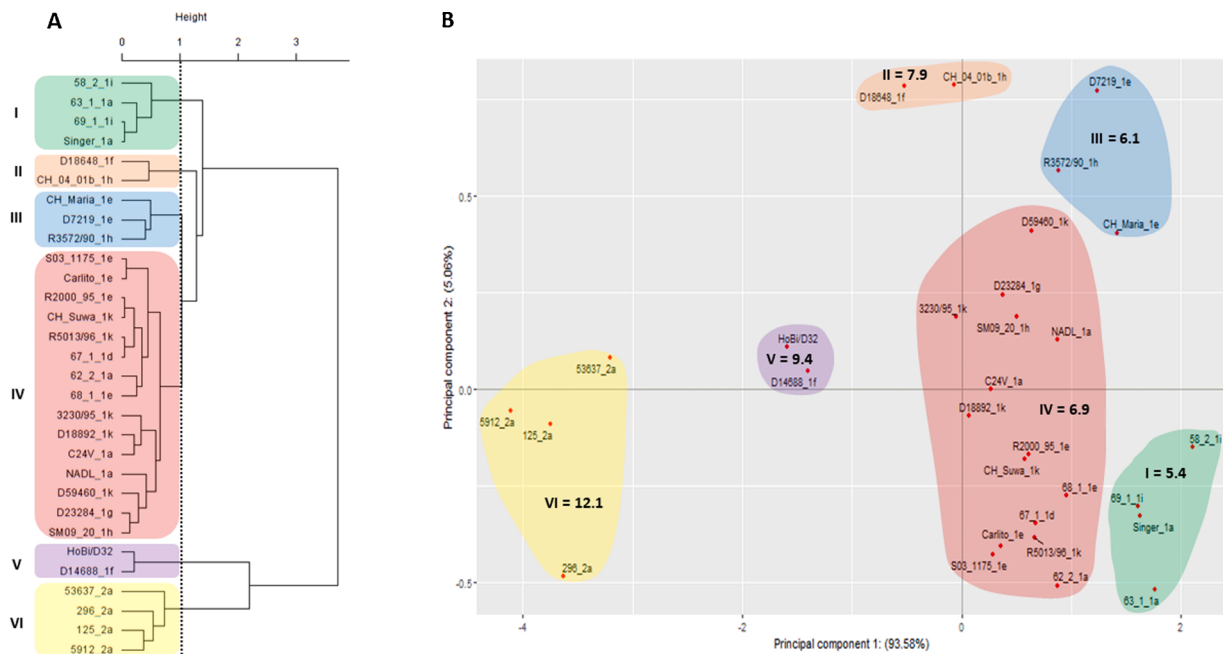 A
Height
0 1 2 3
I
58_2_1i
63_1_1a
69_1_1i
Singer_1a
II
D18648_1f
CH_04_01b_1h
III
CH_Maria_1e
D7219_1e
R3572/90_1h
IV
S03_1175_1e
Carlito_1e
R2000_95_1e
CH_Suwa_1k
R5013/96_1k
67_1_1d
62_2_1a
68_1_1e
3230/95_1k
D18892_1k
C24V_1a
NADL_1a
D59460_1k
D23284_1g
SM09_20_1h
V
HoBi/D32
D14688_1f
VI
53637_2a
296_2a
125_2a
5912_2a
B
Principal component 2: (5.06%)
0.5
0.0
-0.5
II = 7.9
CH_04_01b_1h
D18648_1f
D7219_1e
III = 6.1
R3572/90_1h
CH_Maria_1e
D59460_1k
D23284_1g
3230/95_1k
SM09_20_1h
NADL_1a
HoBi/D32
V = 9.4
D14688_1f
53637_2a
C24V_1a
5912_2a
125_2a
D18892_1k
IV = 6.9
R2000_95_1e
CH_Suwa_1k
58_2_1i
I = 5.4
68_1_1e
69_1_1i
VI = 12.1
67_1_1d
Singer_1a
Carlito_1e
R5013/96_1k
S03_1175_1e
296_2a
62_2_1a
63_1_1a
-4 -2 0 2
Principal component 1: (93.58%)